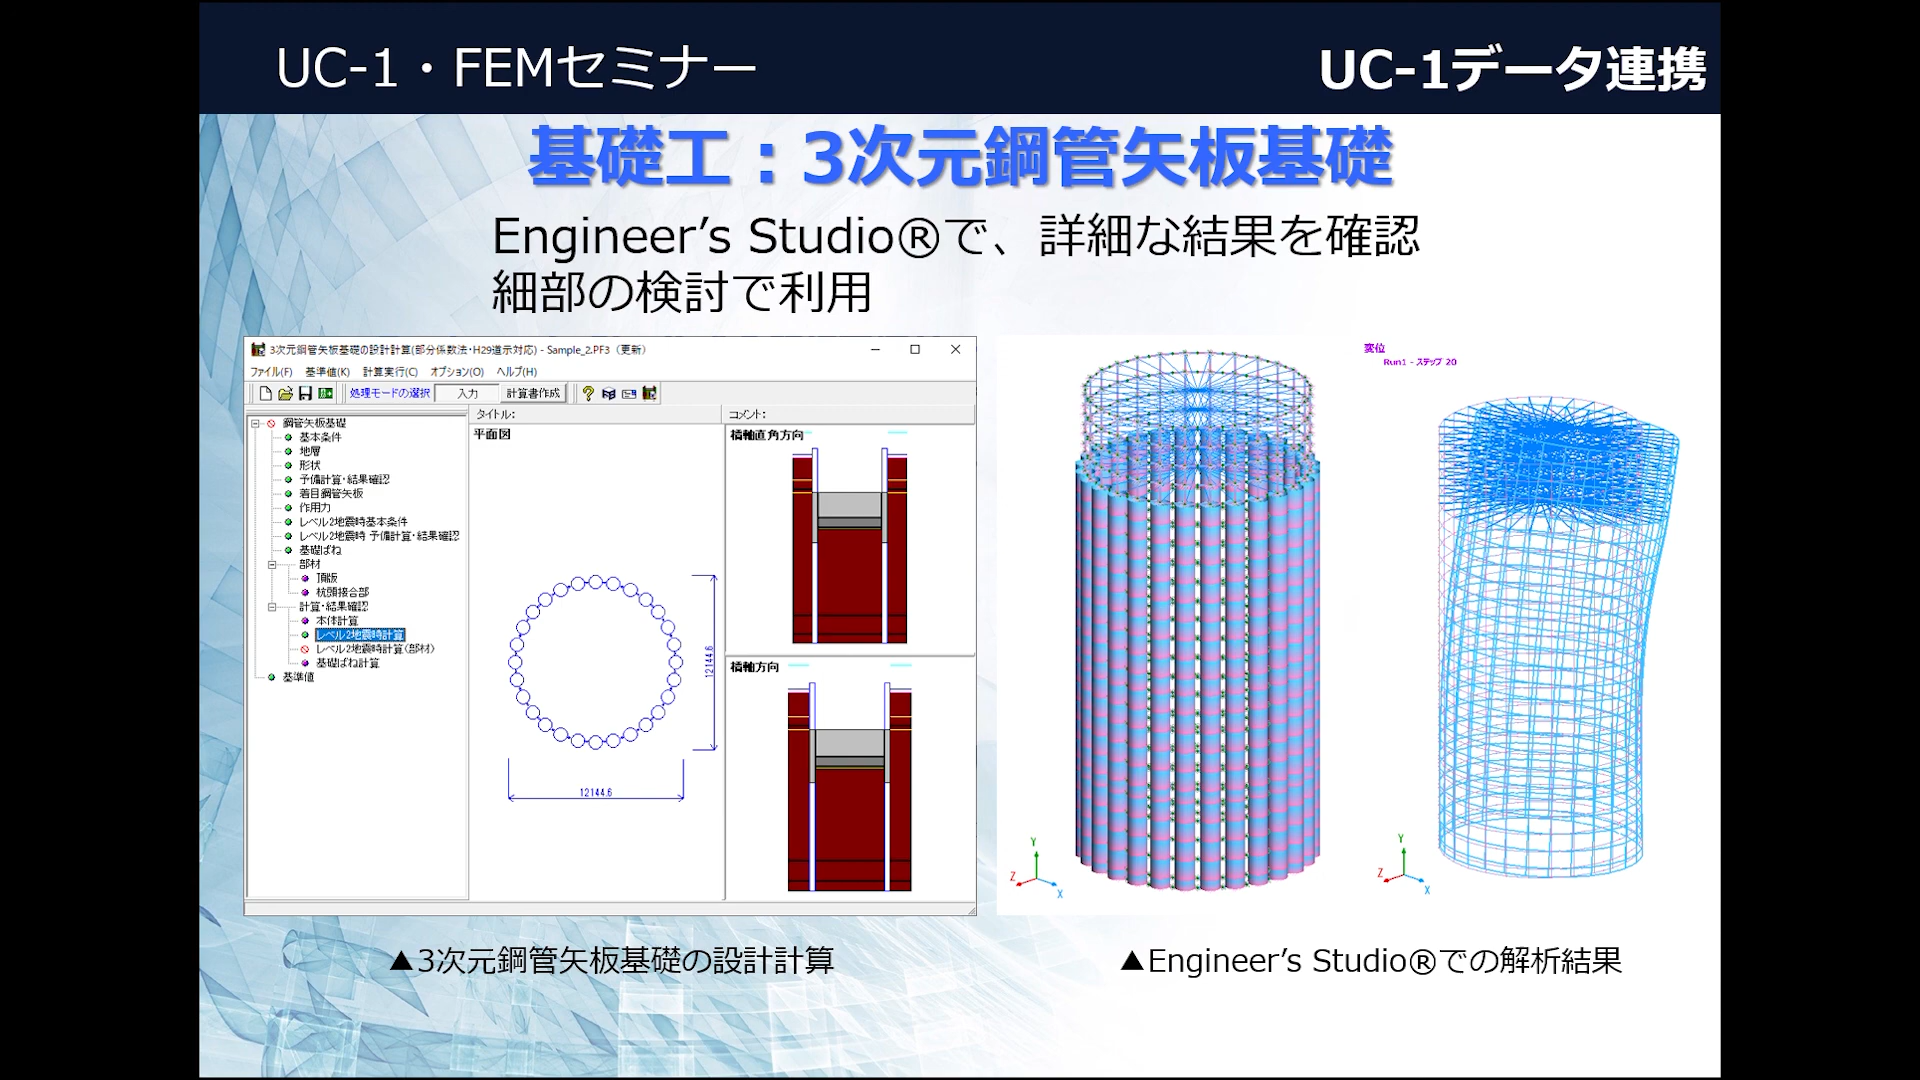 UC-1・FEMセミナー
UC-1データ連携
基礎工：3次元鋼管矢板基礎
Engineer’s Studio®で、詳細な結果を確認
細部の検討で利用
3次元鋼管矢板基礎の設計計算(部分係数法・H29道示対応) - Sample_2.PF3（更新）
ファイル(F) 基準値(K) 計算実行(C) オプション(O) ヘルプ(H)
処理モードの選択 入力 計算書作成
鋼管矢板基礎
基本条件
地層
形状
予備計算・結果確認
着目鋼管矢板
作用力
レベル2地震時基本条件
レベル2地震時 予備計算・結果確認
基礎ばね
部材
頂版
杭頭接合部
計算・結果確認
本体計算
レベル2地震時計算
レベル2地震時計算(部材)
基礎ばね計算
基準値
タイトル:
コメント:
平面図
12144.6
12144.6
橋軸直角方向
橋軸方向
変位
Run1 - ステップ 20
Y
Z
X
Y
Z
X
▲3次元鋼管矢板基礎の設計計算
▲Engineer’s Studio®での解析結果